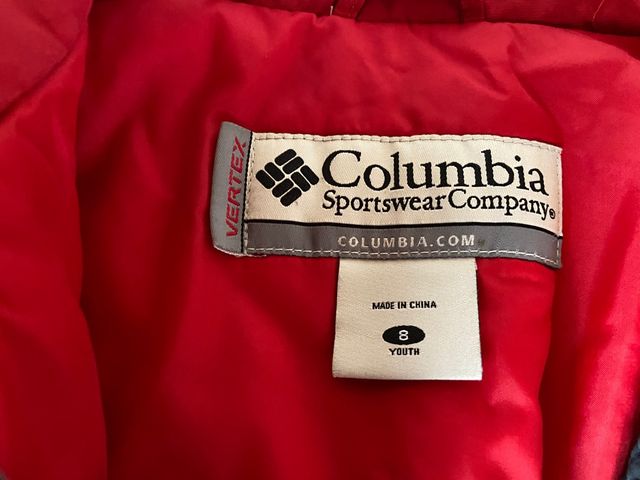 VERTEX
Columbia
Sportswear Company®
COLUMBIA.COM
MADE IN CHINA
8
YOUTH